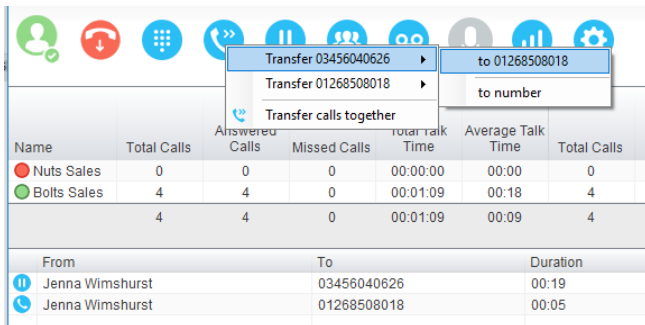 Transfer 03456040626
to 01268508018
Transfer 01268508018
to number
Transfer calls together
Name Total Calls Answered Calls Missed Calls Total Talk Time Average Talk Time Total Calls
Nuts Sales 0 0 0 00:00:00 00:00 0
Bolts Sales 4 4 0 00:01:09 00:18 4
4 4 0 00:01:09 00:09 4
From To Duration
Jenna Wimshurst 03456040626 00:19
Jenna Wimshurst 01268508018 00:05